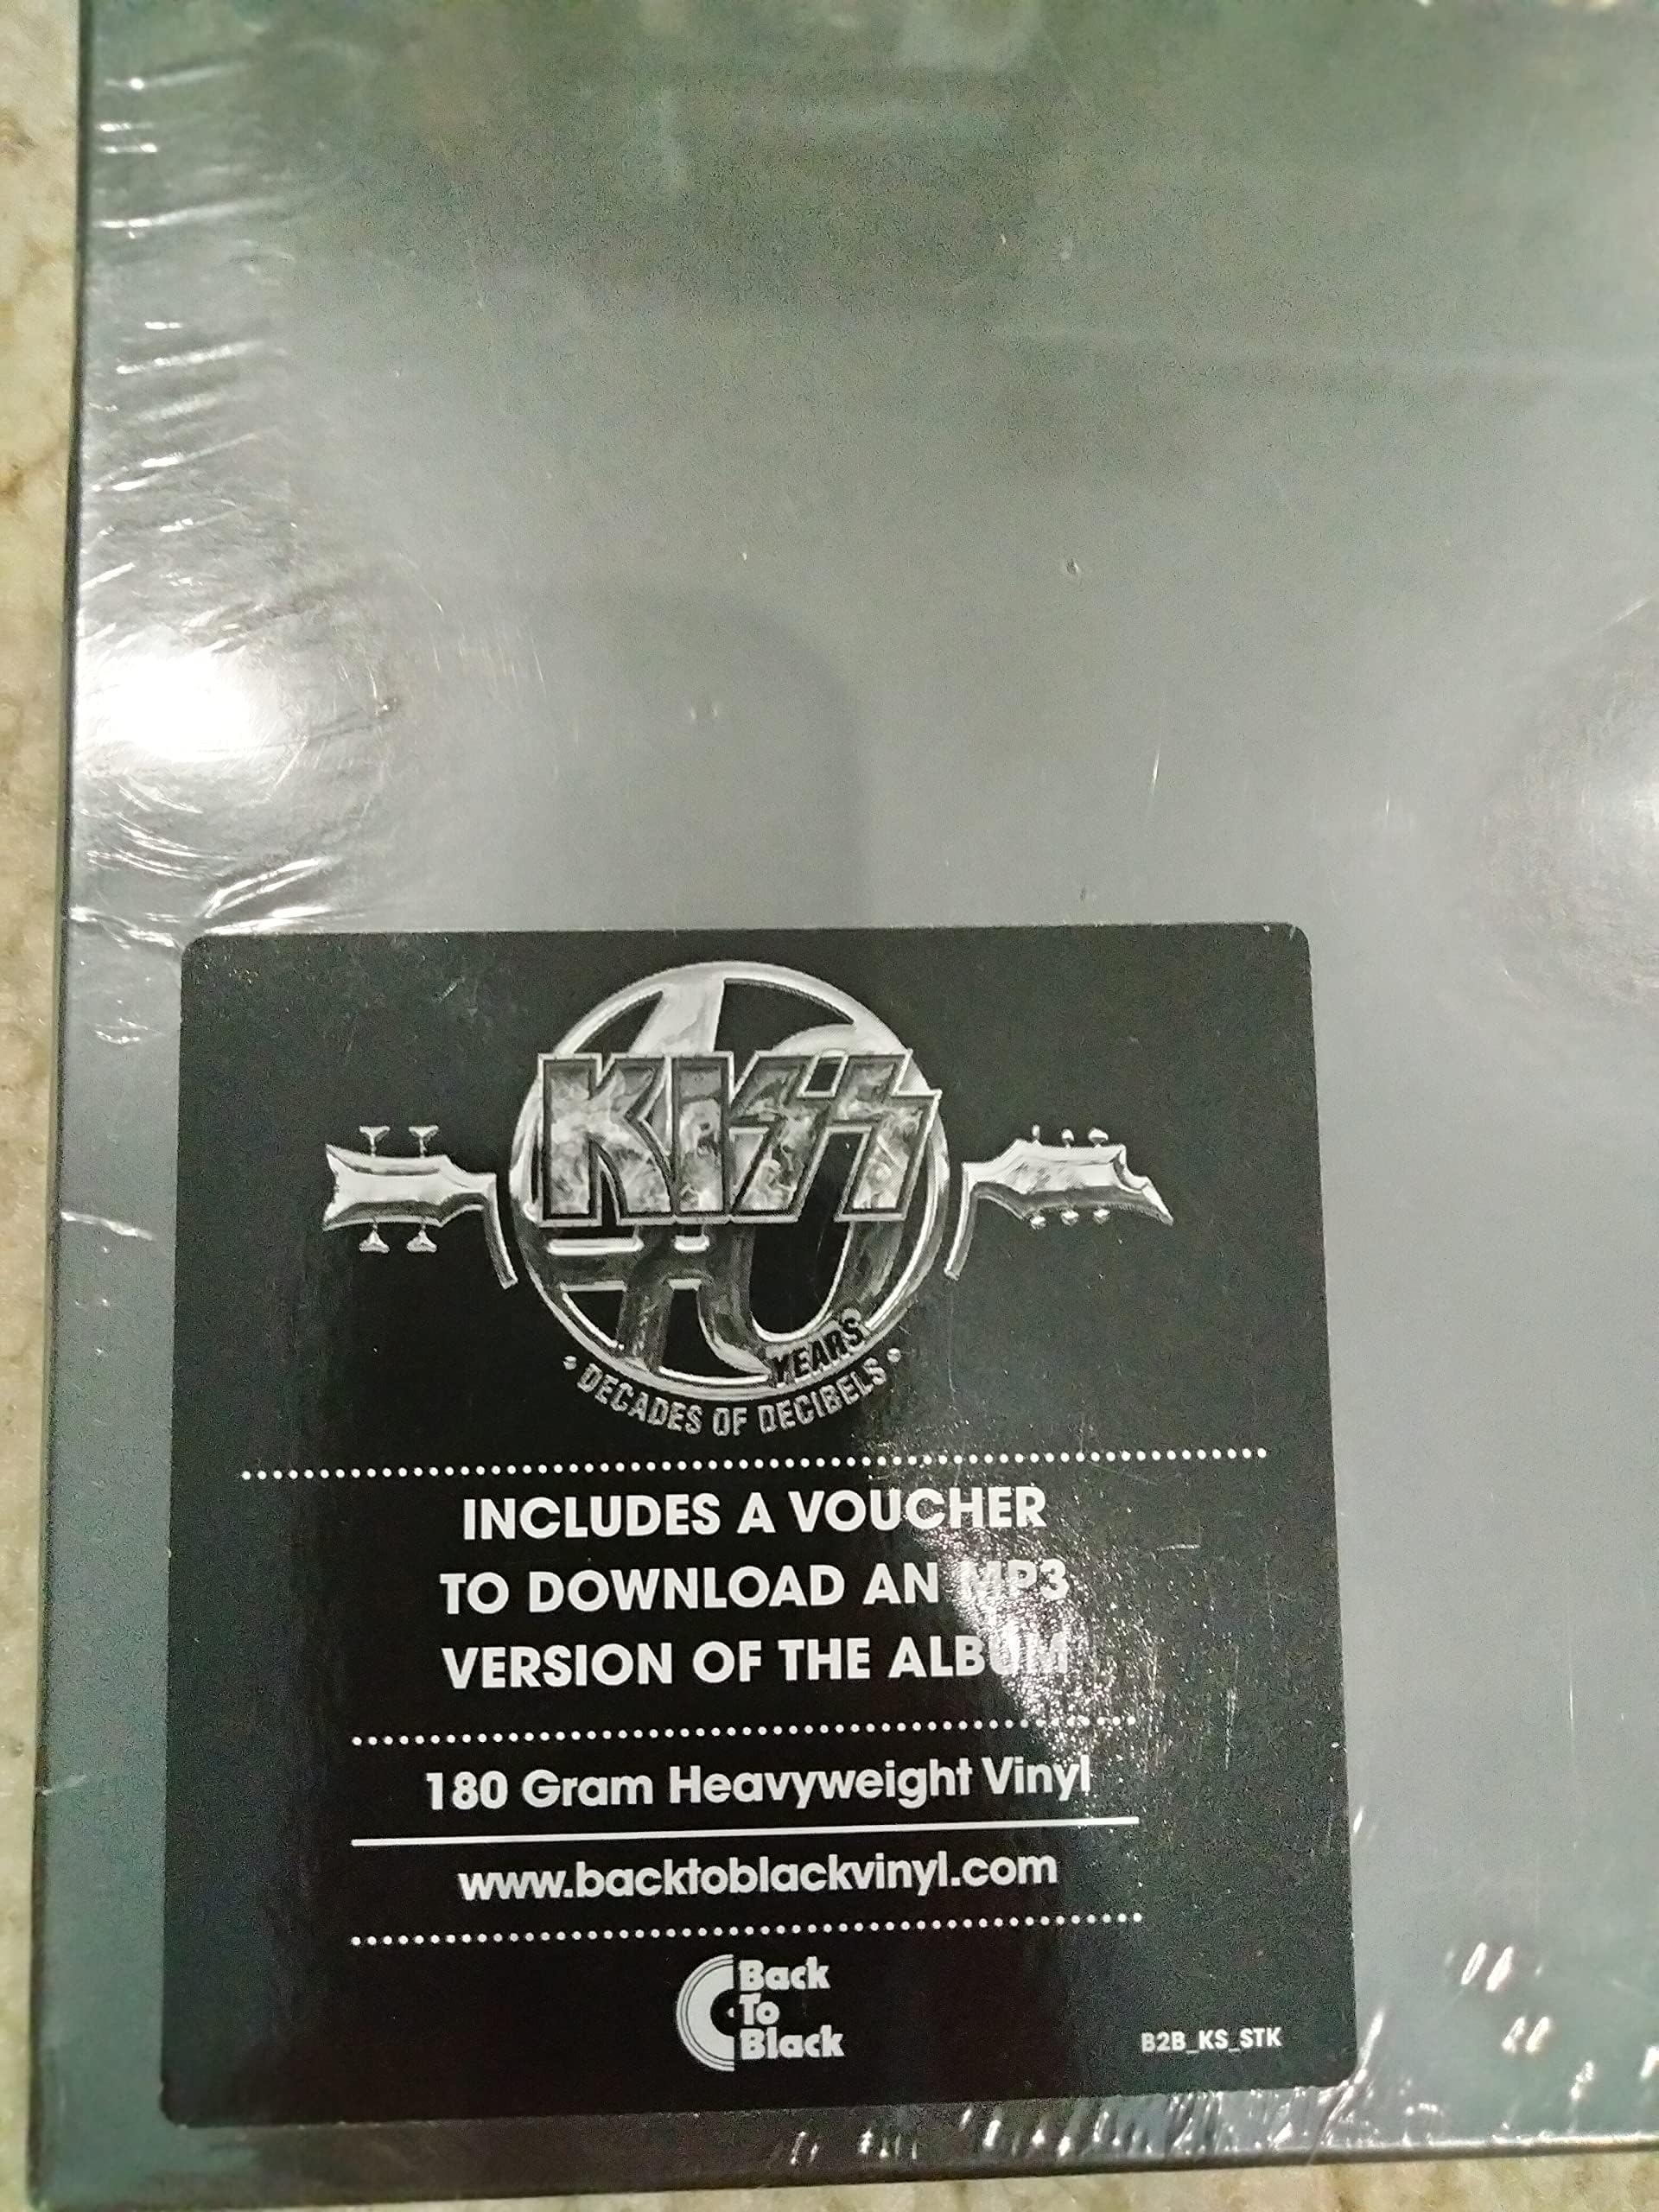 40
KISS
YEARS
• DECADES OF DECIBELS •
INCLUDES A VOUCHER
TO DOWNLOAD AN MP3
VERSION OF THE ALBUM
180 Gram Heavyweight Vinyl
www.backtoblackvinyl.com
Back
To
Black
B2B_KS_STK